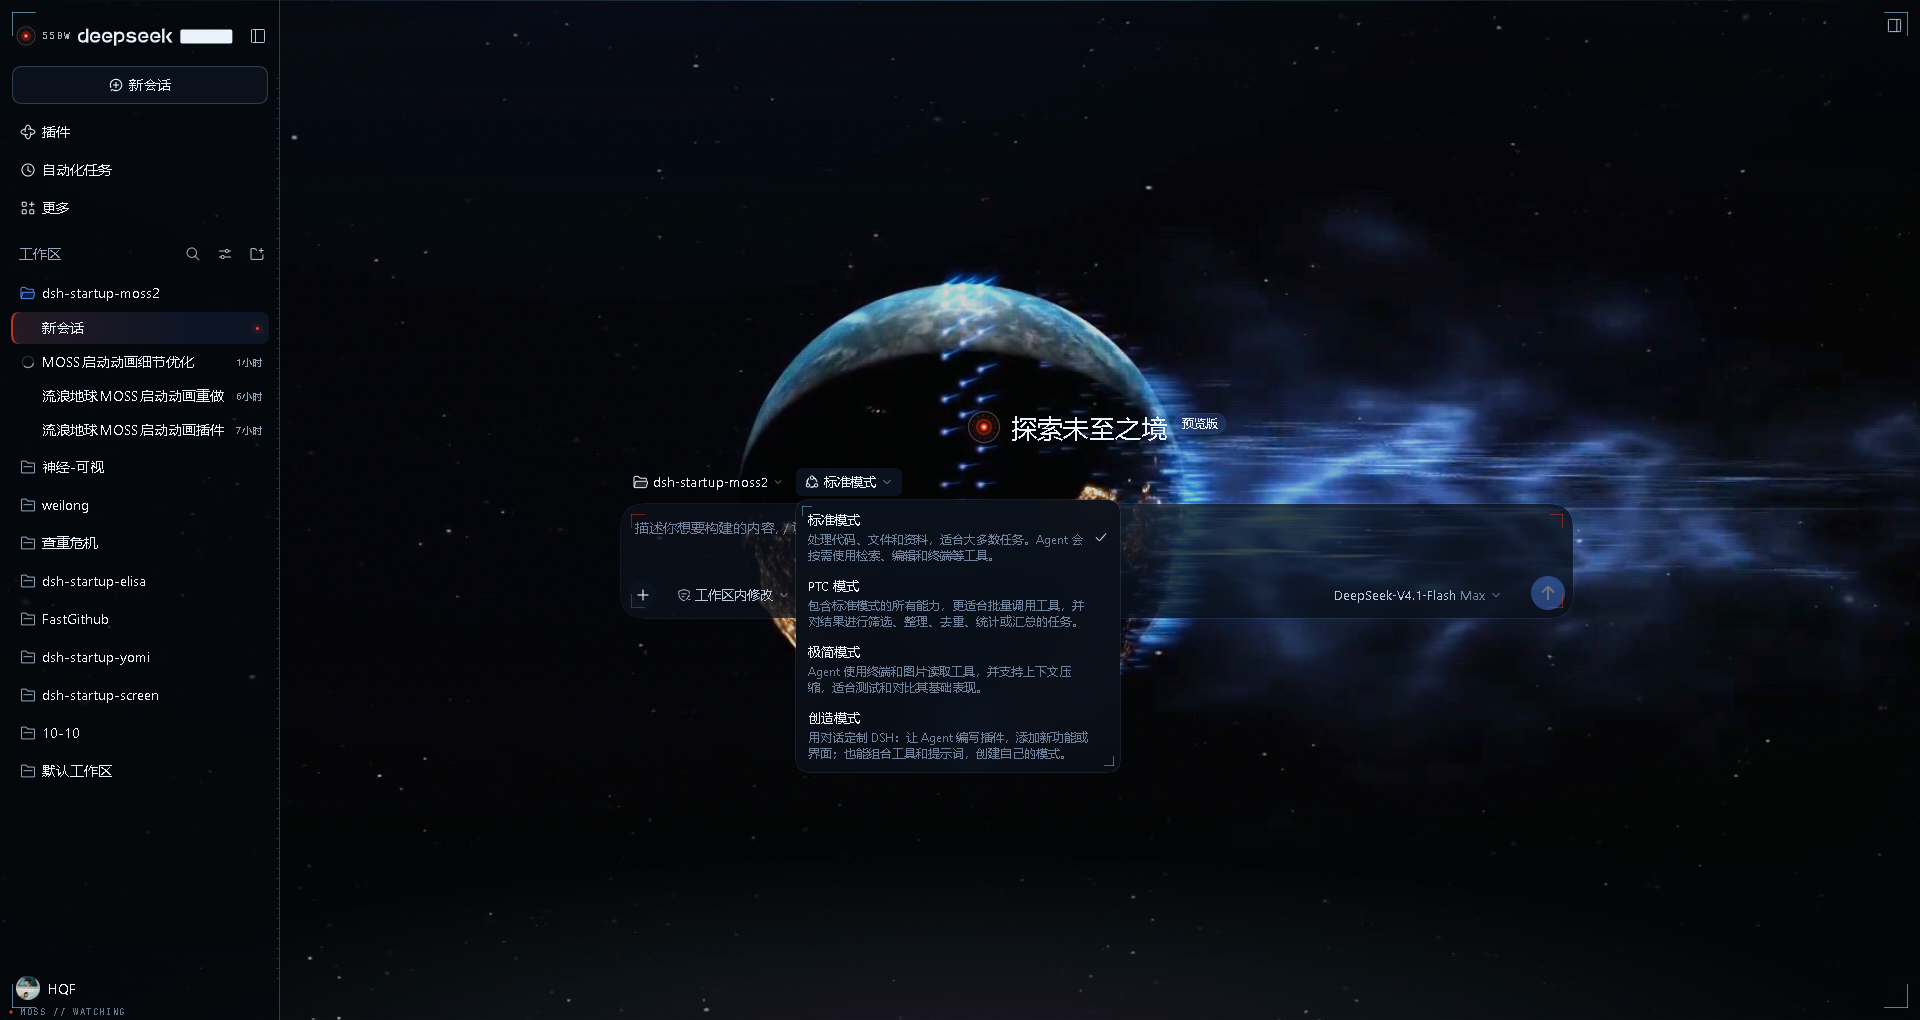 55BW deepseek
新会话
插件
自动化任务
更多
工作区
dsh-startup-moss2
新会话
MOSS 启动动画细节优化 1小时
流浪地球 MOSS 启动动画重做 6小时
流浪地球 MOSS 启动动画插件 7小时
神经-可视
weilong
查重危机
dsh-startup-elisa
FastGithub
dsh-startup-yomi
dsh-startup-screen
10-10
默认工作区
HQF
MOSS // WATCHING
探索未至之境 预览版
dsh-startup-moss2 标准模式
描述你想要构建的内容, /
工作区内修改
DeepSeek-V4.1-Flash Max
标准模式
处理代码、文件和资料，适合大多数任务。Agent 会
按需使用检索、编辑和终端等工具。
PTC 模式
包含标准模式的所有能力，更适合批量调用工具，并
对结果进行筛选、整理、去重、统计或汇总的任务。
极简模式
Agent 使用终端和图片读取工具，并支持上下文压
缩，适合测试和对比其基础表现。
创造模式
用对话定制 DSH：让 Agent 编写插件，添加新功能或
界面；也能组合工具和提示词，创建自己的模式。